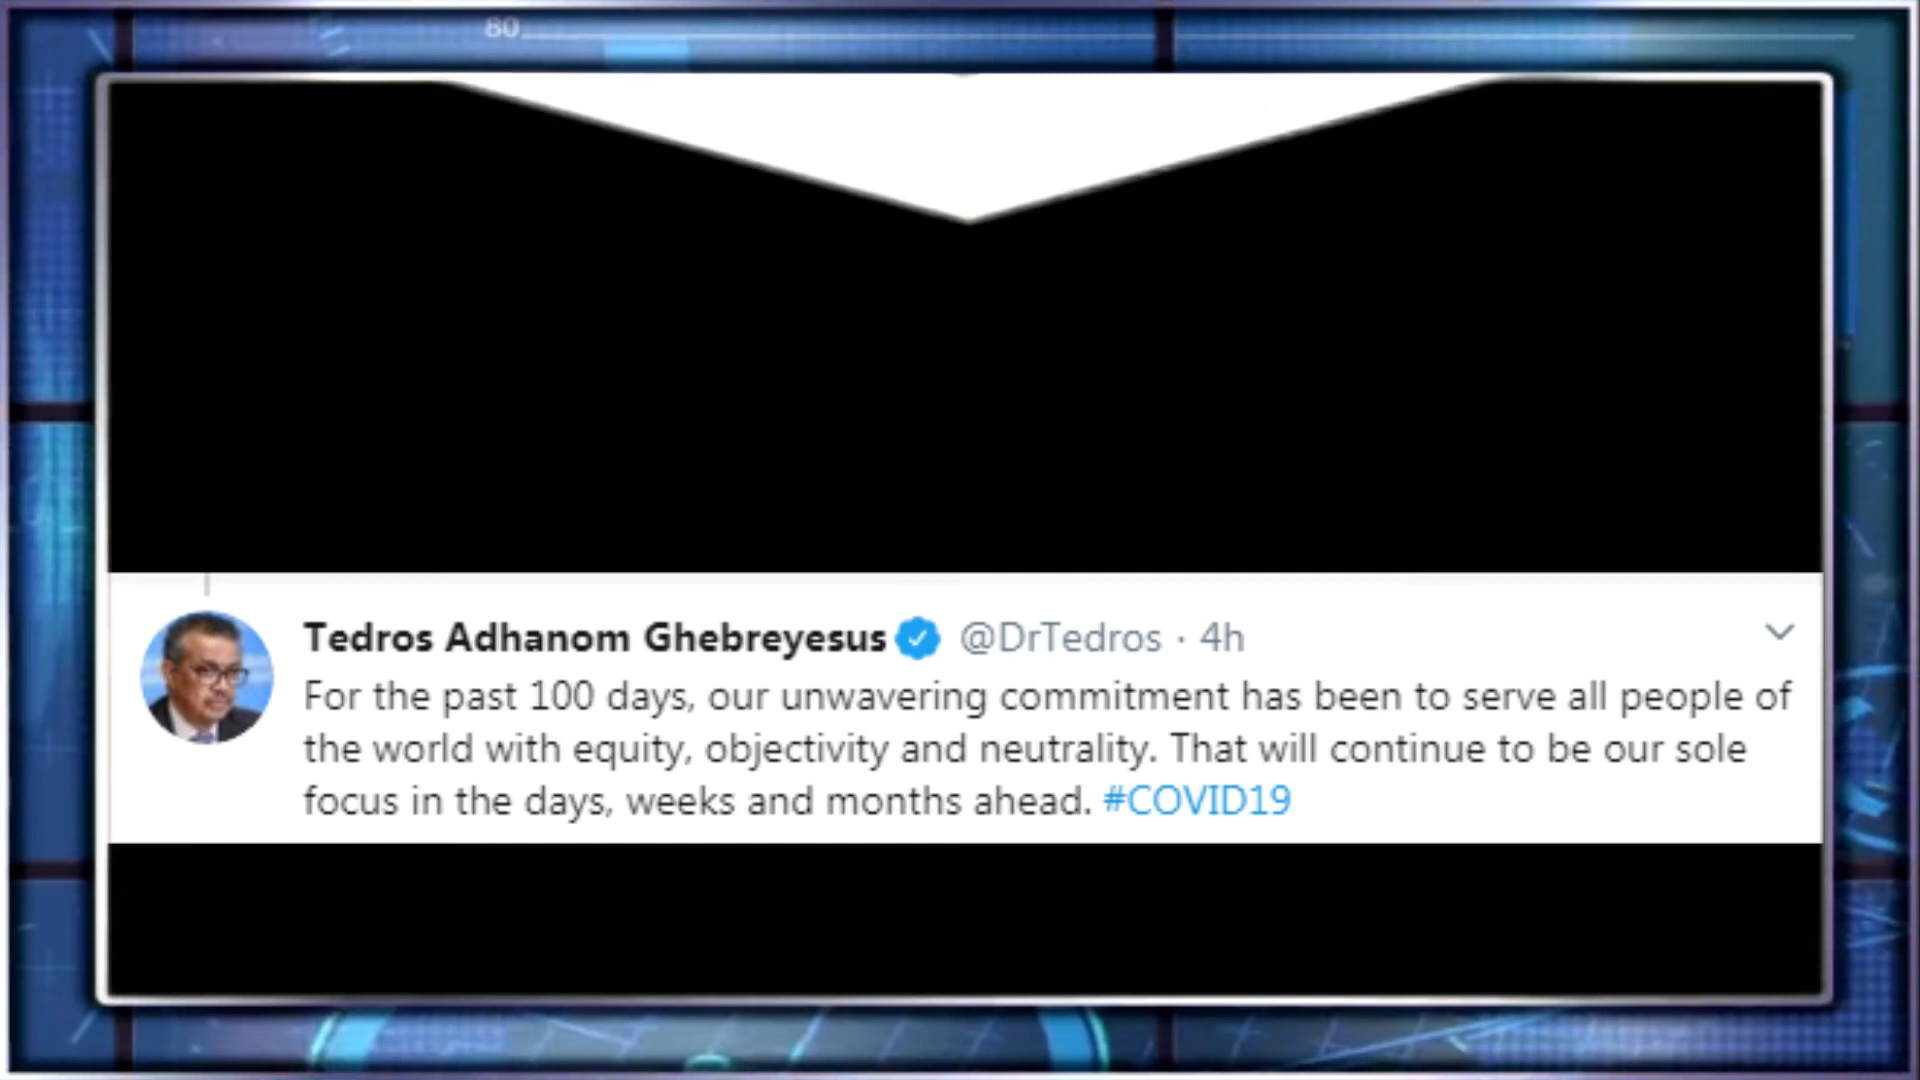 80
Tedros Adhanom Ghebreyesus @DrTedros · 4h
For the past 100 days, our unwavering commitment has been to serve all people of
the world with equity, objectivity and neutrality. That will continue to be our sole
focus in the days, weeks and months ahead. #COVID19